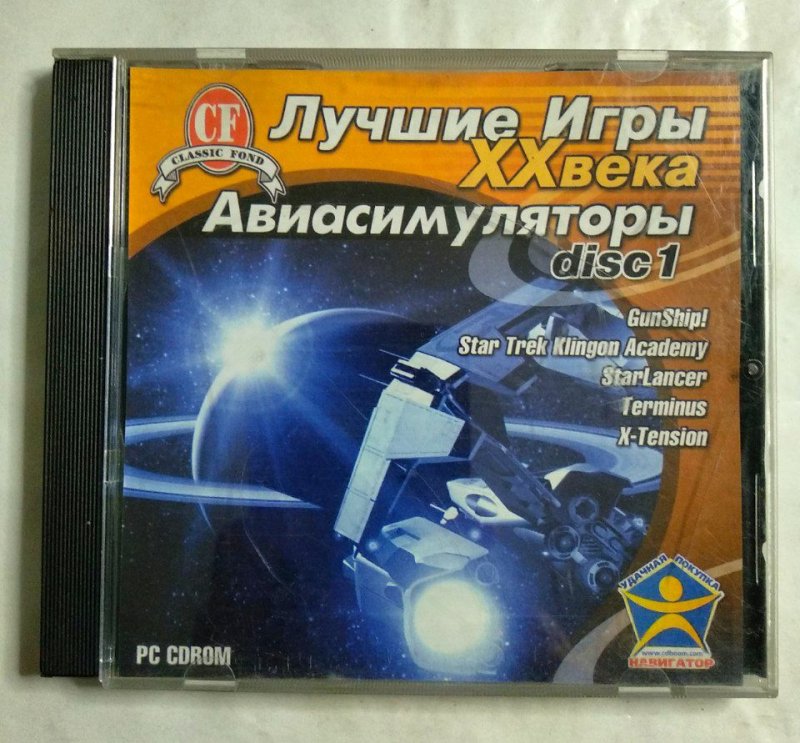 CF
CLASSIC FOND
Лучшие Игры
XXвека
Авиасимуляторы
disc 1
GunShip!
Star Trek Klingon Academy
StarLancer
Terminus
X-Tension
PC CDROM
УДАЧНАЯ ПОКУПКА
www.cdboom.com
НАВИГАТОР